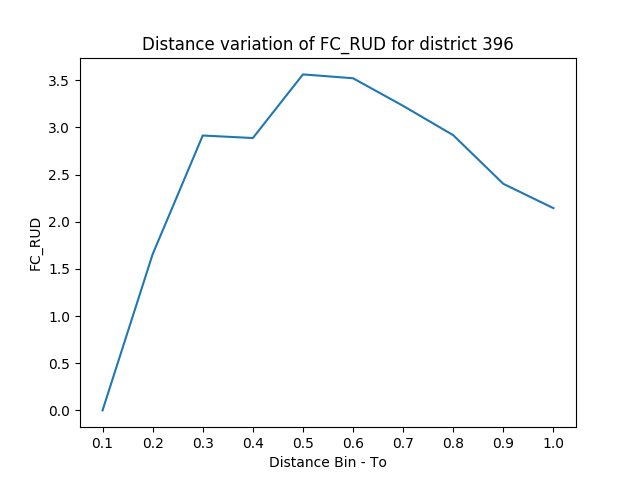 Distance variation of FC_RUD for district 396
FC_RUD
3.5
3.0
2.5
2.0
1.5
1.0
0.5
0.0
0.1 0.2 0.3 0.4 0.5 0.6 0.7 0.8 0.9 1.0
Distance Bin - To